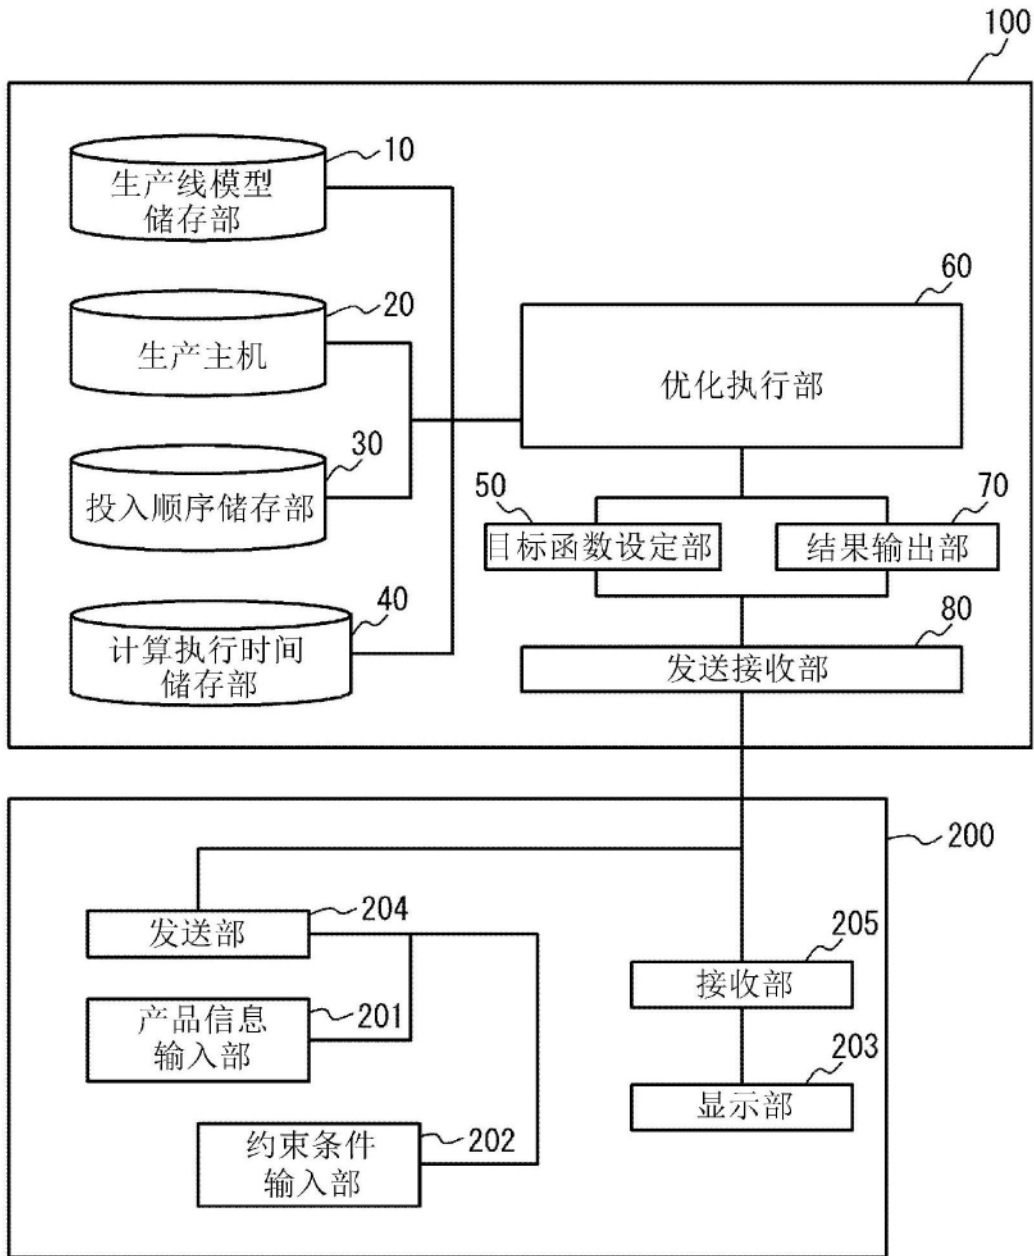 100
10
生产线模型
储存部
20
生产主机
30
投入顺序储存部
40
计算执行时间
储存部
60
优化执行部
50
目标函数设定部
70
结果输出部
80
发送接收部
200
204
发送部
201
产品信息
输入部
202
约束条件
输入部
205
接收部
203
显示部